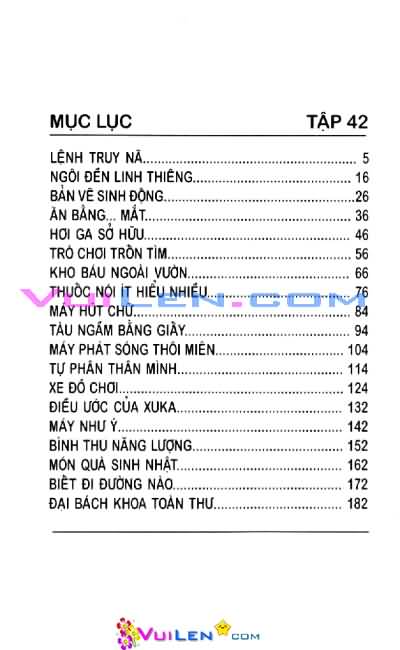 MỤC LỤC TẬP 42
LỆNH TRUY NÃ 5
NGÔI ĐỀN LINH THIÊNG 16
BẢN VẼ SINH ĐỘNG 26
ĂN BẰNG... MẮT 36
HƠI GA SỞ HỮU 46
TRÒ CHƠI TRỐN TÌM 56
KHO BÁU NGOÀI VƯỜN 66
THUỐC NÓI ÍT HIỂU NHIỀU 76
VUILEN.COM
MÁY HÚT CHỮ 84
TÀU NGẦM BẰNG GIẤY 94
MÁY PHÁT SÓNG THÔI MIÊN 104
TỰ PHÂN THÂN MÌNH 114
XE ĐỒ CHƠI 124
ĐIỀU ƯỚC CỦA XUKA 132
MÁY NHƯ Ý 142
BÌNH THU NĂNG LƯỢNG 152
MÓN QUÀ SINH NHẬT 162
BIẾT ĐI ĐƯỜNG NÀO 172
ĐẠI BÁCH KHOA TOÀN THƯ 182
VUILEN.COM